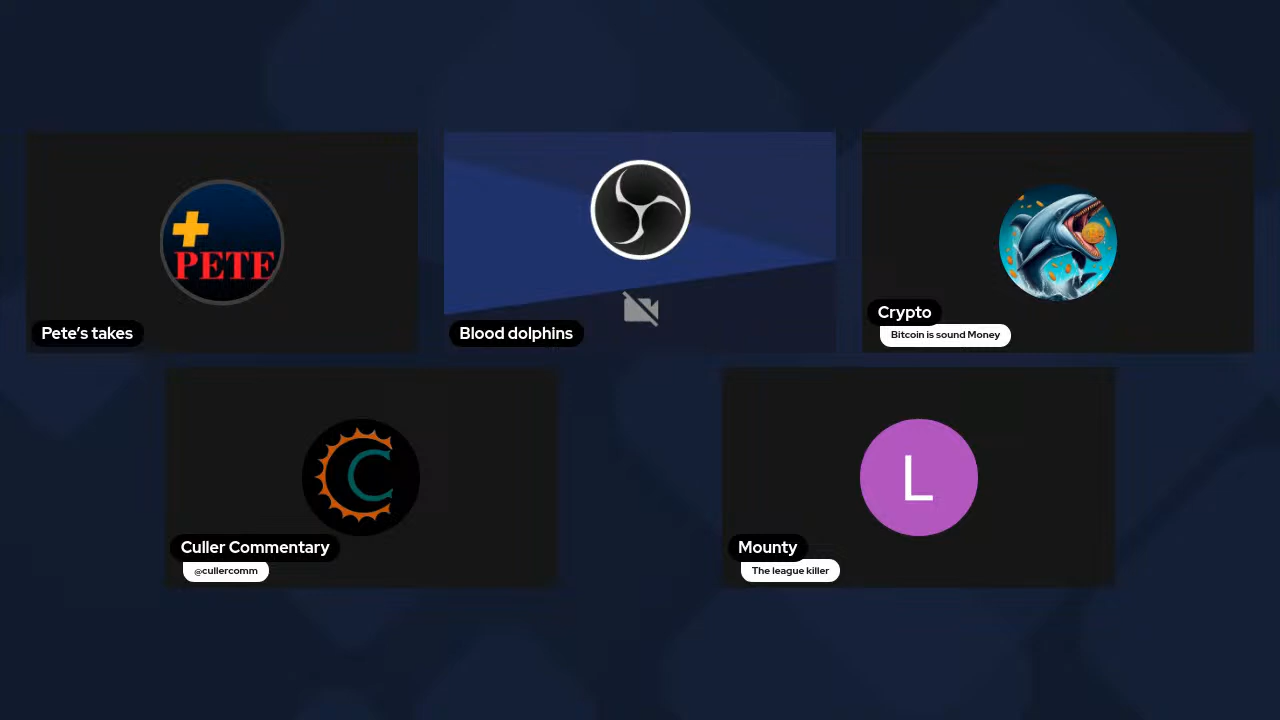 PETE
Pete's takes
Blood dolphins
Crypto
Bitcoin is sound Money
C
Culler Commentary
@cullercomm
L
Mounty
The league killer